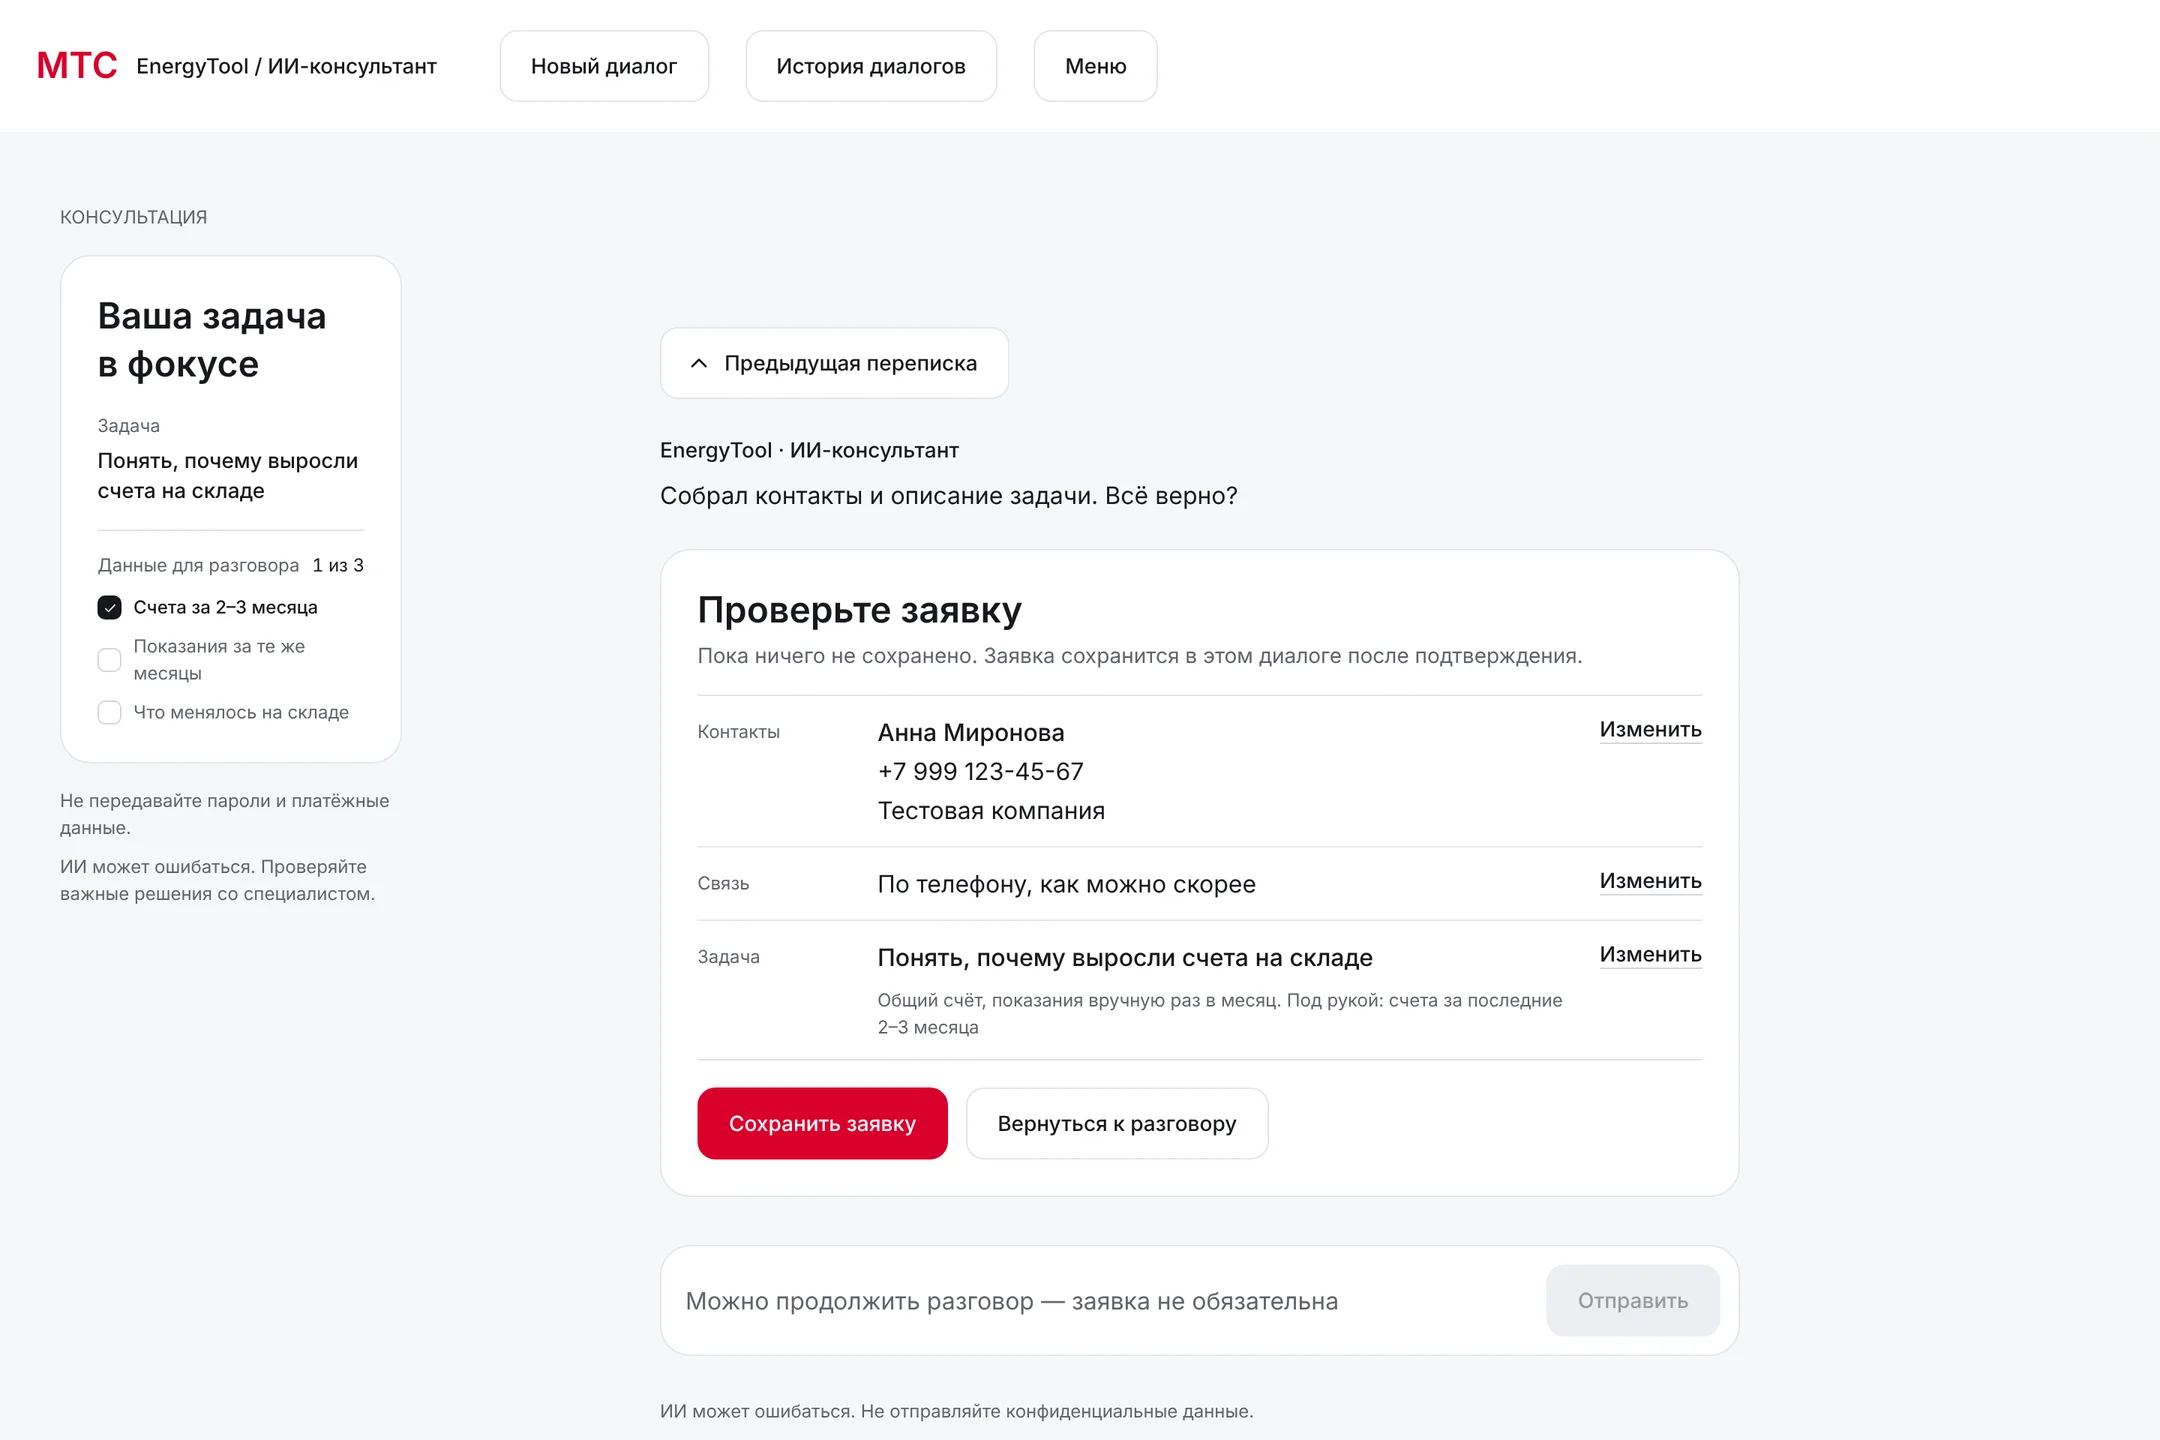 МТС EnergyTool / ИИ-консультант Новый диалог История диалогов Меню
КОНСУЛЬТАЦИЯ
Ваша задача
в фокусе
Задача
Понять, почему выросли
счета на складе
Данные для разговора 1 из 3
Счета за 2–3 месяца
Показания за те же
месяцы
Что менялось на складе
Не передавайте пароли и платёжные
данные.
ИИ может ошибаться. Проверяйте
важные решения со специалистом.
Предыдущая переписка
EnergyTool · ИИ-консультант
Собрал контакты и описание задачи. Всё верно?
Проверьте заявку
Пока ничего не сохранено. Заявка сохранится в этом диалоге после подтверждения.
Контакты Анна Миронова Изменить
+7 999 123-45-67
Тестовая компания
Связь По телефону, как можно скорее Изменить
Задача Понять, почему выросли счета на складе Изменить
Общий счёт, показания вручную раз в месяц. Под рукой: счета за последние
2–3 месяца
Сохранить заявку Вернуться к разговору
Можно продолжить разговор — заявка не обязательна Отправить
ИИ может ошибаться. Не отправляйте конфиденциальные данные.